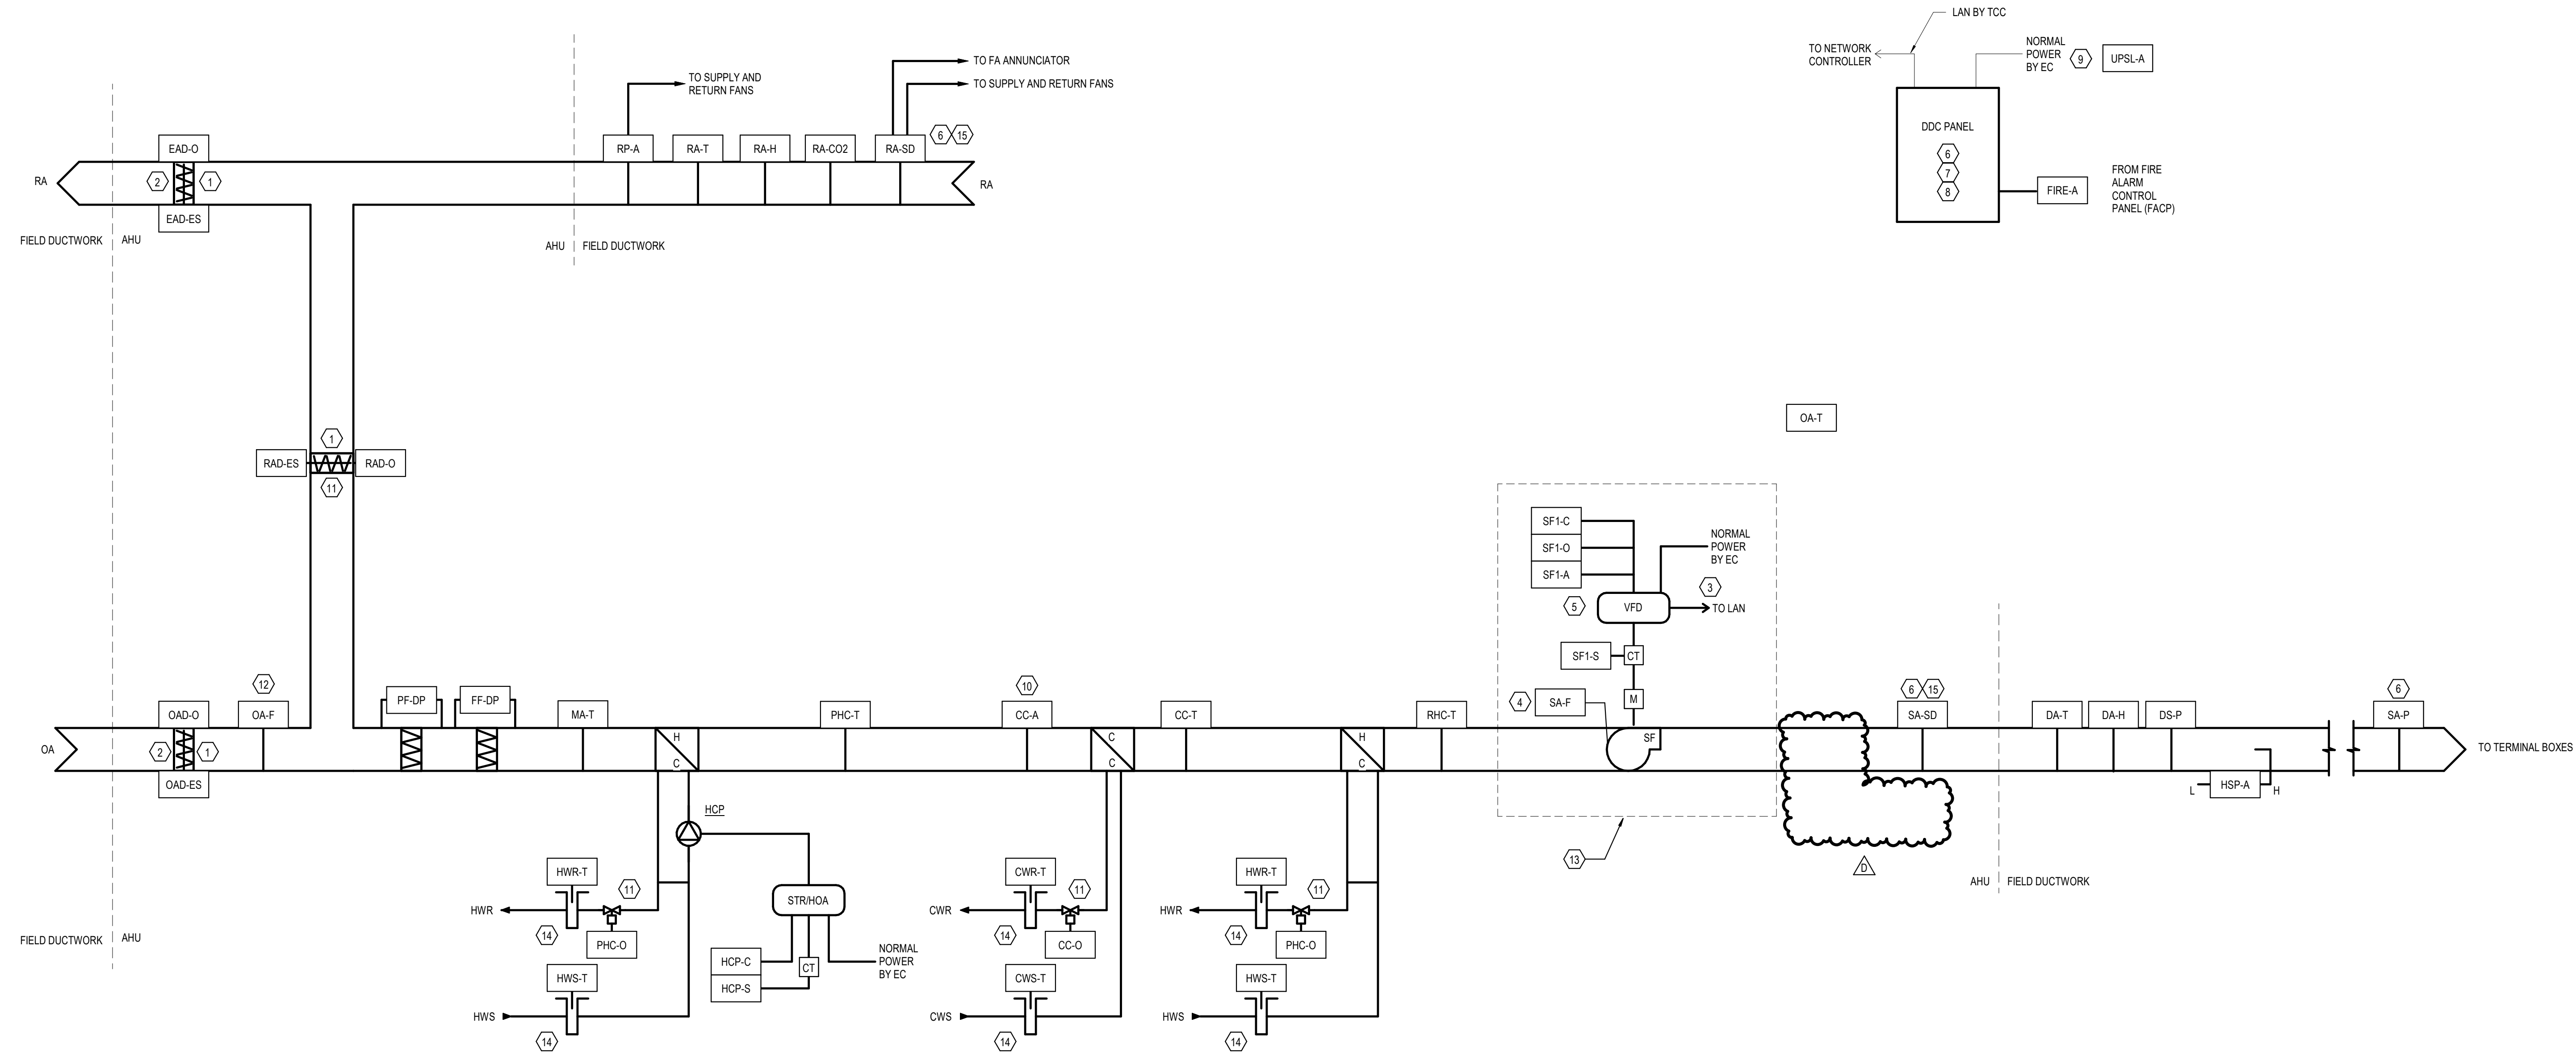 LAN BY TCC
TO NETWORK
CONTROLLER
NORMAL
POWER
BY EC
9
UPSL-A
DDC PANEL
6
7
8
FIRE-A
FROM FIRE
ALARM
CONTROL
PANEL (FACP)
TO FA ANNUNCIATOR
TO SUPPLY AND
RETURN FANS
TO SUPPLY AND RETURN FANS
EAD-O
RP-A
RA-T
RA-H
RA-CO2
RA-SD
6
15
RA
2
1
RA
EAD-ES
FIELD DUCTWORK
AHU
AHU
FIELD DUCTWORK
OA-T
1
RAD-ES
RAD-O
11
SF1-C
SF1-O
SF1-A
NORMAL
POWER
BY EC
3
5
VFD
TO LAN
SF1-S
CT
M
4
SA-F
SF
12
10
6
15
6
OAD-O
OA-F
PF-DP
FF-DP
MA-T
PHC-T
CC-A
CC-T
RHC-T
SA-SD
DA-T
DA-H
DS-P
SA-P
OA
2
1
H
C
C
C
H
C
TO TERMINAL BOXES
OAD-ES
L
HSP-A
H
HCP
13
D
AHU
FIELD DUCTWORK
HWR-T
11
STR/HOA
CWR-T
11
HWR-T
11
HWR
CWR
HWR
14
PHC-O
14
CC-O
14
PHC-O
FIELD DUCTWORK
AHU
HCP-C
CT
HCP-S
NORMAL
POWER
BY EC
HWS-T
CWS-T
HWS-T
HWS
CWS
HWS
14
14
14